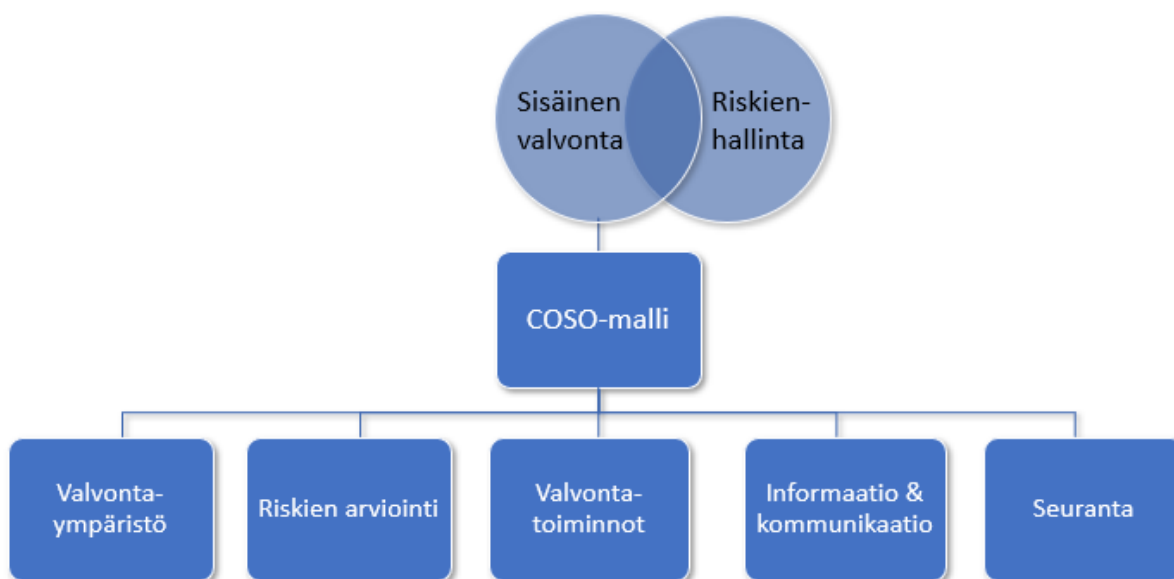 Sisäinen
valvonta
Riskien-
hallinta
COSO-malli
Valvonta-
ympäristö
Riskien arviointi
Valvonta-
toiminnot
Informaatio &
kommunikaatio
Seuranta